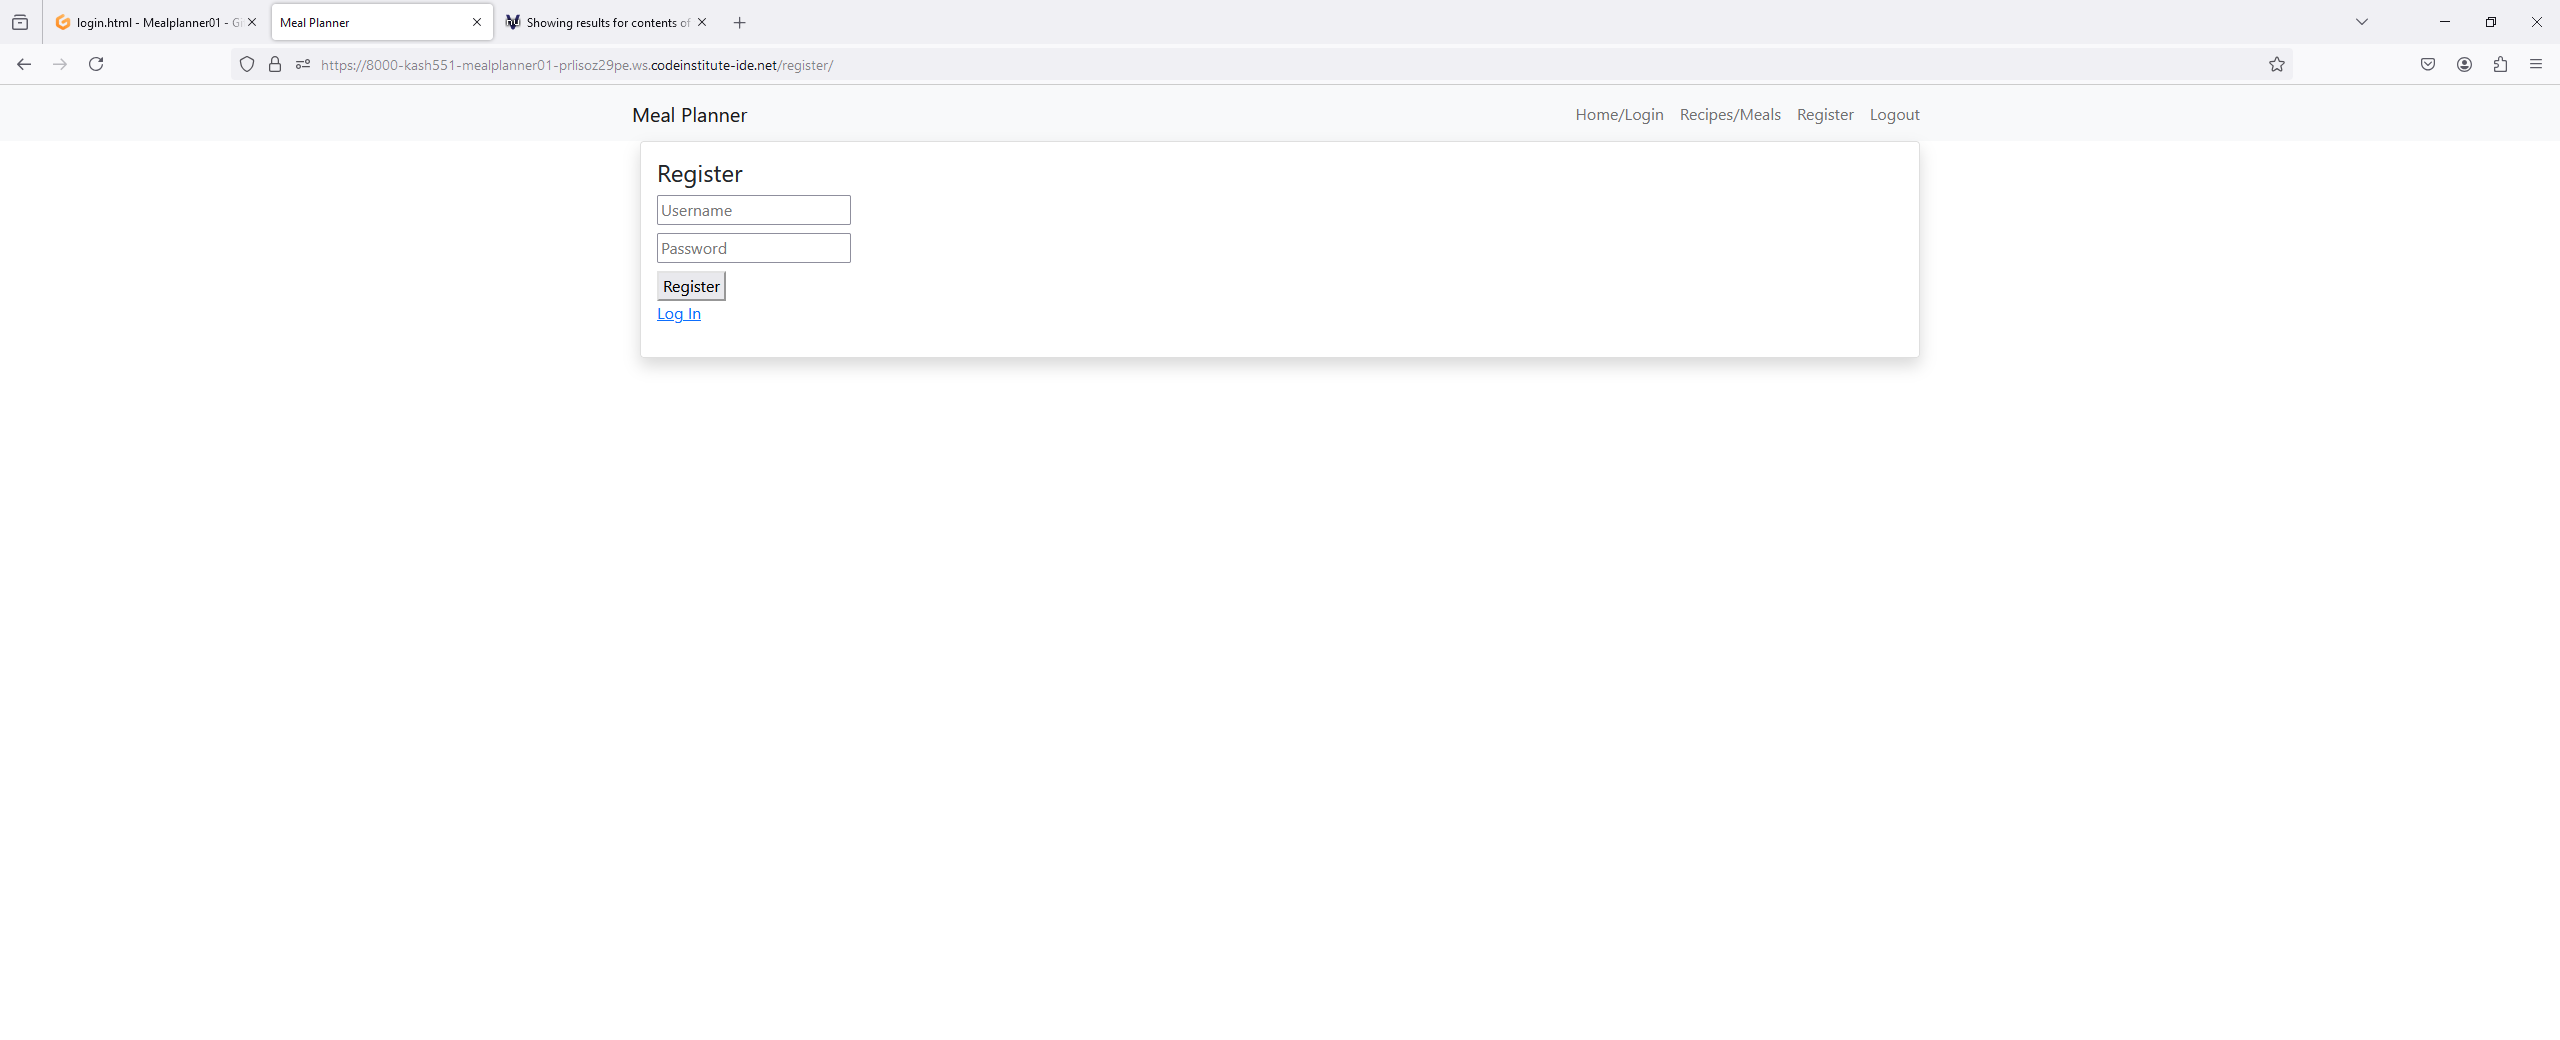 login.html - Mealplanner01 - Gi
Meal Planner
Showing results for contents of
https://8000-kash551-mealplanner01-prlisoz29pe.ws.codeinstitute-ide.net/register/
Meal Planner
Home/Login Recipes/Meals Register Logout
Register
Username
Password
Register
Log In